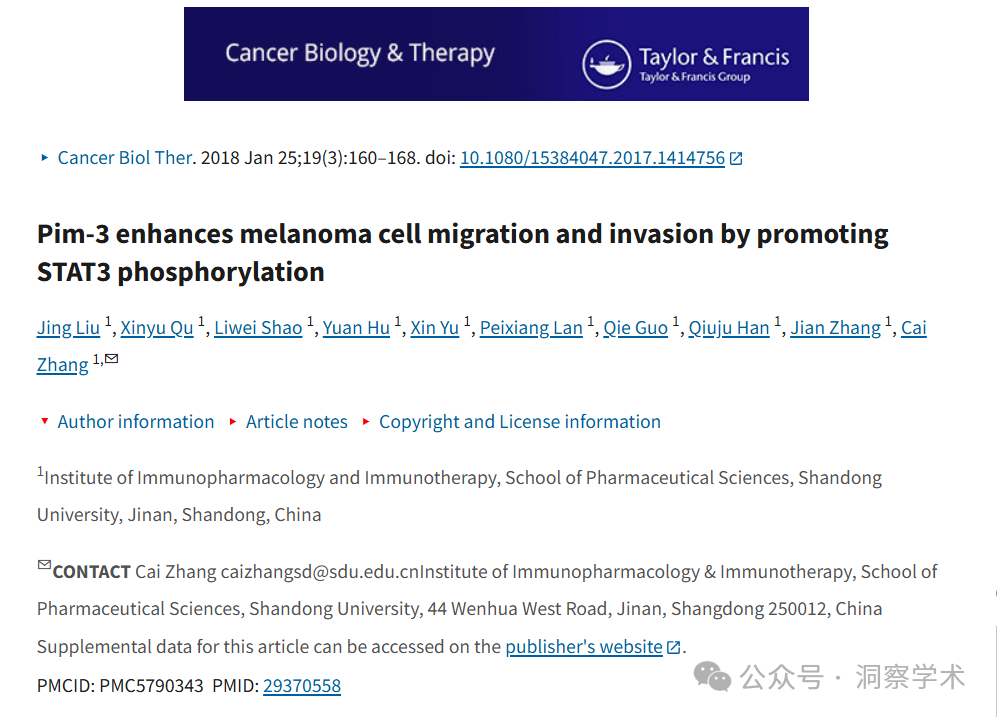 Cancer Biology & Therapy
Taylor & Francis
Taylor & Francis Group
Cancer Biol Ther. 2018 Jan 25;19(3):160–168. doi: 10.1080/15384047.2017.1414756
Pim-3 enhances melanoma cell migration and invasion by promoting
STAT3 phosphorylation
Jing Liu 1, Xinyu Qu 1, Liwei Shao 1, Yuan Hu 1, Xin Yu 1, Peixiang Lan 1, Qie Guo 1, Qiuju Han 1, Jian Zhang 1, Cai
Zhang 1,✉
Author information Article notes Copyright and License information
1Institute of Immunopharmacology and Immunotherapy, School of Pharmaceutical Sciences, Shandong
University, Jinan, Shandong, China
✉CONTACT Cai Zhang caizhangsd@sdu.edu.cnInstitute of Immunopharmacology & Immunotherapy, School of
Pharmaceutical Sciences, Shandong University, 44 Wenhua West Road, Jinan, Shangdong 250012, China
Supplemental data for this article can be accessed on the publisher's website.
PMCID: PMC5790343 PMID: 29370558
公众号 · 洞察学术